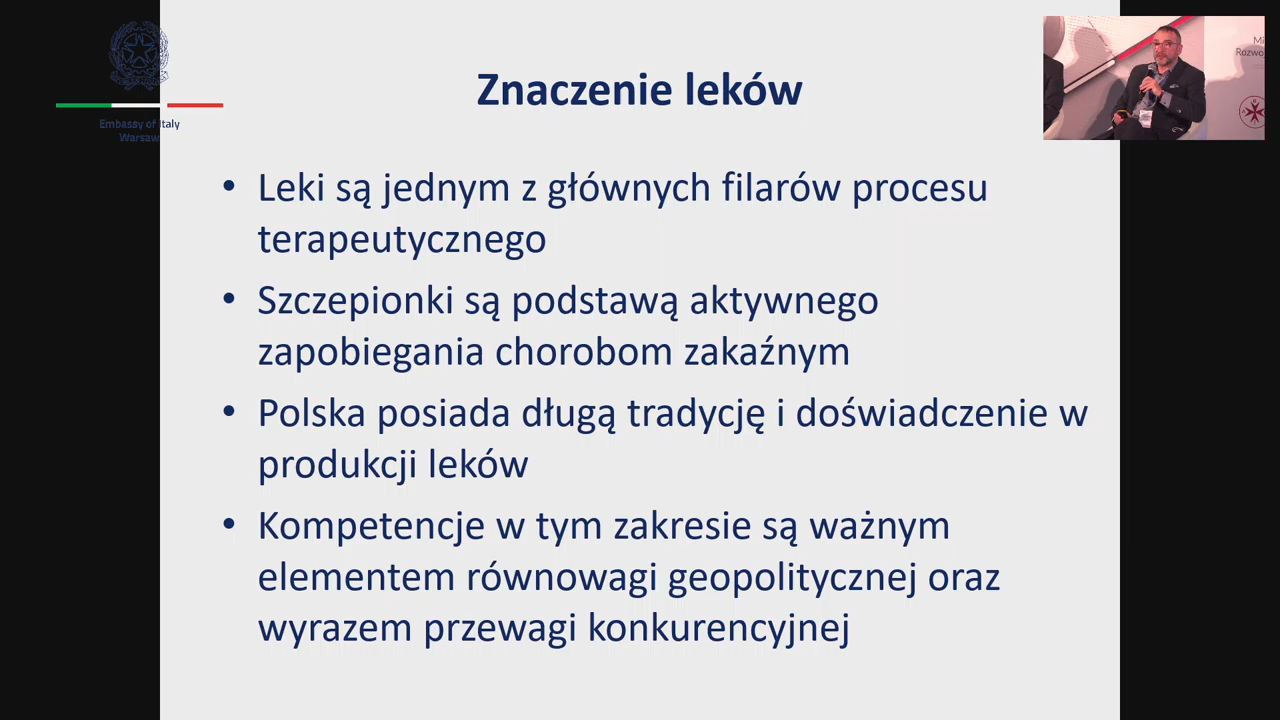 Embassy of Italy
Warsaw
Znaczenie leków
• Leki są jednym z głównych filarów procesu
terapeutycznego
• Szczepionki są podstawą aktywnego
zapobiegania chorobom zakaźnym
• Polska posiada długą tradycję i doświadczenie w
produkcji leków
• Kompetencje w tym zakresie są ważnym
elementem równowagi geopolitycznej oraz
wyrazem przewagi konkurencyjnej